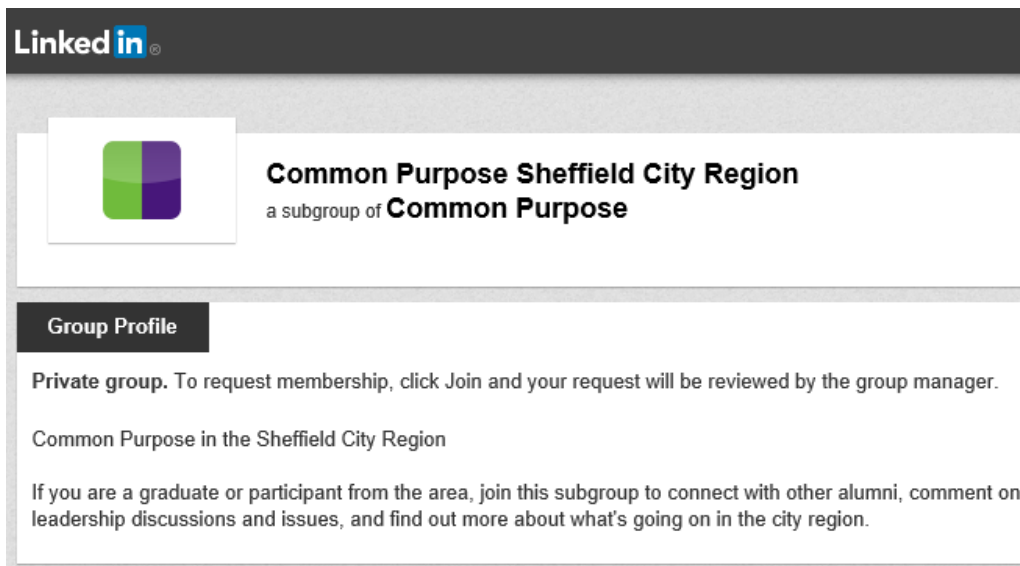 Linked in ®
Common Purpose Sheffield City Region
a subgroup of Common Purpose
Group Profile
Private group. To request membership, click Join and your request will be reviewed by the group manager.
Common Purpose in the Sheffield City Region
If you are a graduate or participant from the area, join this subgroup to connect with other alumni, comment on
leadership discussions and issues, and find out more about what's going on in the city region.